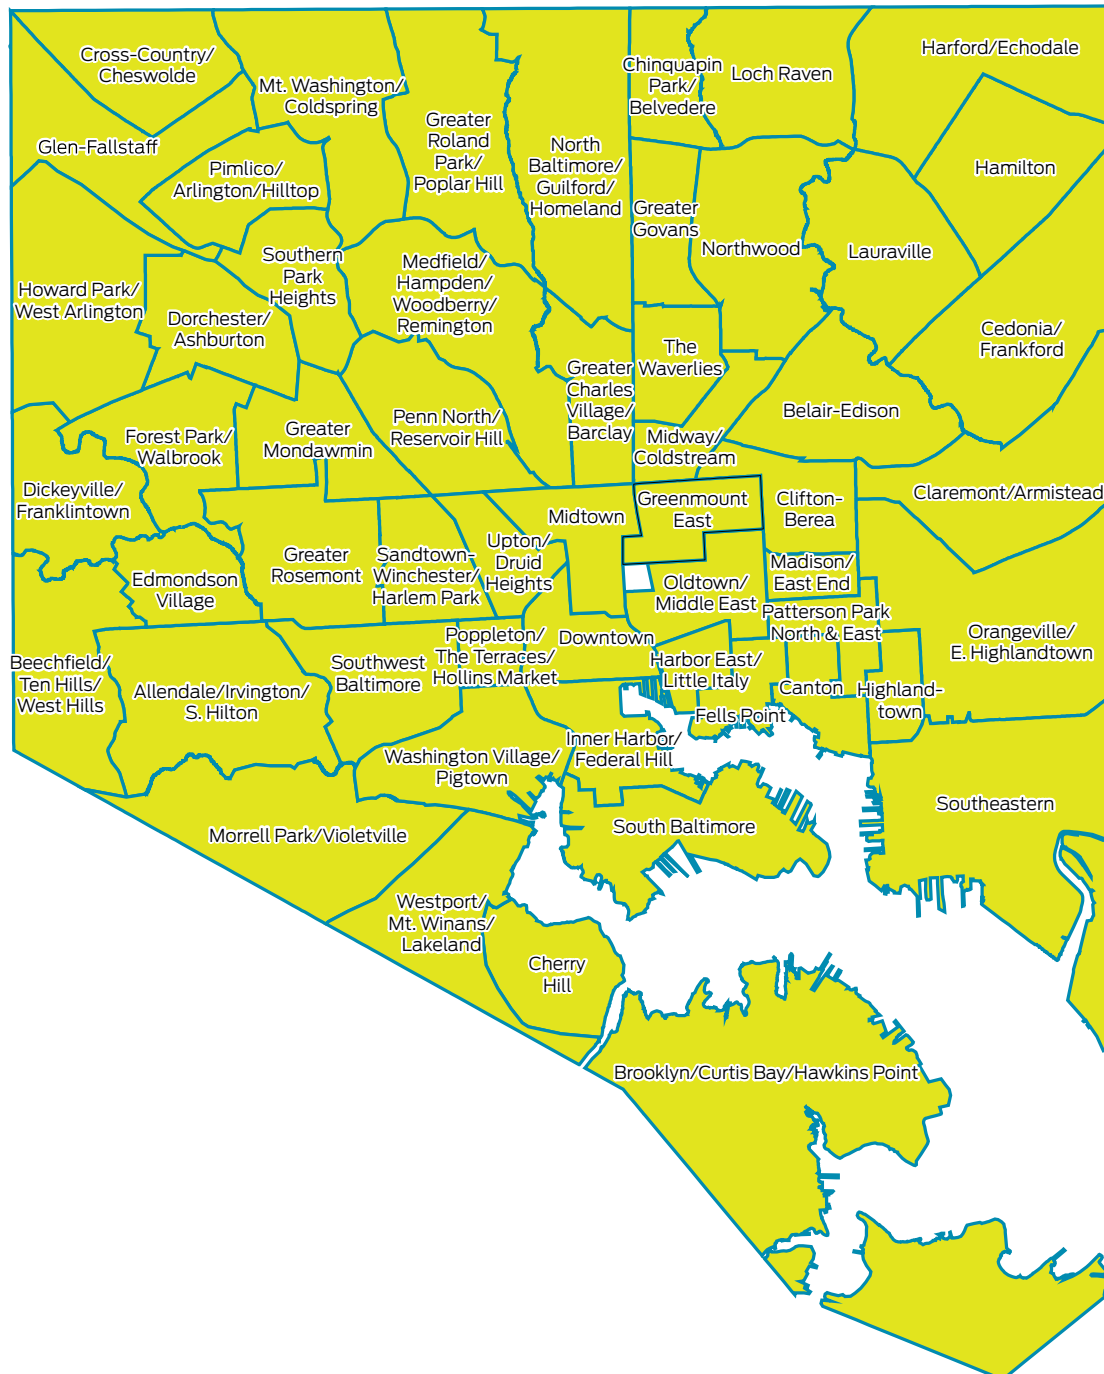 Cross-Country/
Cheswolde
Mt. Washington/
Coldspring
Greater
Roland
Park/
Poplar Hill
North
Baltimore/
Guilford/
Homeland
Chinquapin
Park/
Belvedere
Loch Raven
Harford/Echodale
Glen-Fallstaff
Pimlico/
Arlington/Hilltop
Hamilton
Greater
Govans
Northwood
Lauraville
Howard Park/
West Arlington
Southern
Park
Heights
Dorchester/
Ashburton
Medfield/
Hampden/
Woodberry/
Remington
Cedonia/
Frankford
The
Waverlies
Greater
Charles
Village/
Barclay
Belair-Edison
Forest Park/
Walbrook
Greater
Mondawmin
Penn North/
Reservoir Hill
Midway/
Coldstream
Dickeyville/
Franklintown
Midtown
Greenmount
East
Clifton-
Berea
Claremont/Armistead
Edmondson
Village
Greater
Rosemont
Sandtown-
Winchester/
Harlem Park
Upton/
Druid
Heights
Oldtown/
Middle East
Madison/
East End
Patterson Park
North & East
Orangeville/
E. Highlandtown
Beechfield/
Ten Hills/
West Hills
Allendale/Irvington/
S. Hilton
Southwest
Baltimore
Poppleton/
The Terraces/
Hollins Market
Downtown
Harbor East/
Little Italy
Canton
Highland-
town
Fells Point
Washington Village/
Pigtown
Inner Harbor/
Federal Hill
Southeastern
Morrell Park/Violetville
South Baltimore
Westport/
Mt. Winans/
Lakeland
Cherry
Hill
Brooklyn/Curtis Bay/Hawkins Point